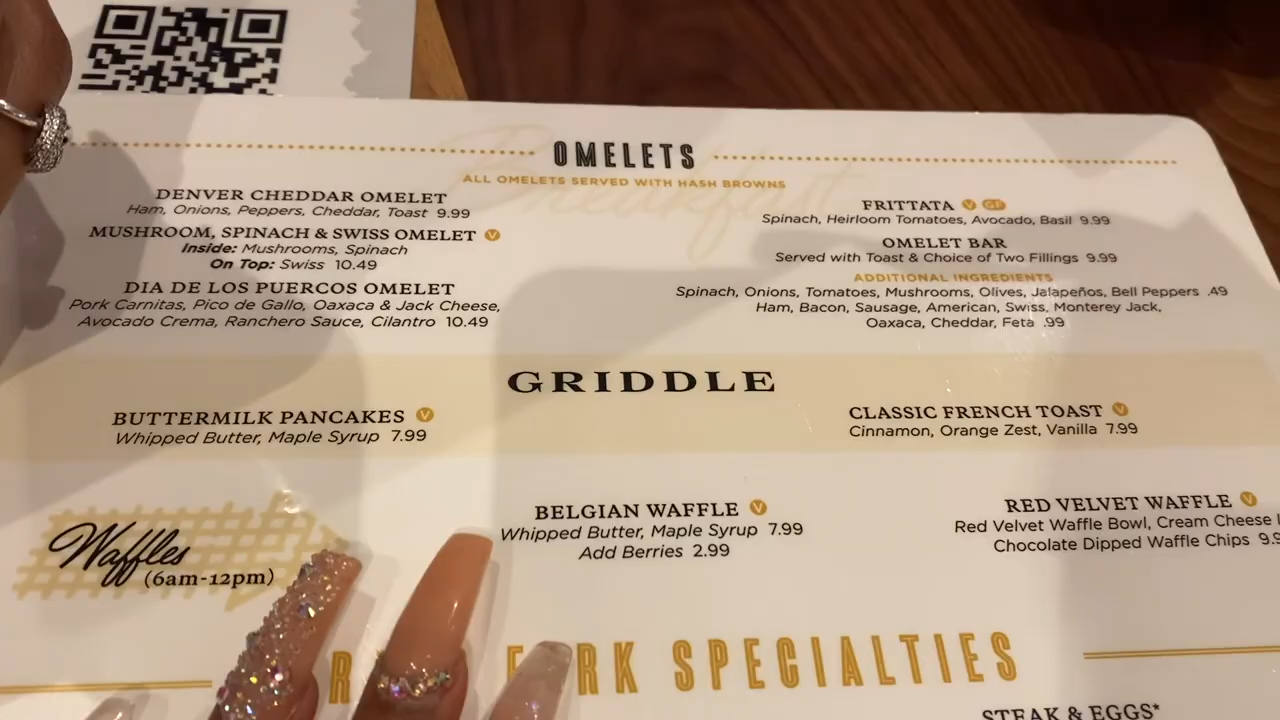 Breakfast
OMELETS
ALL OMELETS SERVED WITH HASH BROWNS
DENVER CHEDDAR OMELET
Ham, Onions, Peppers, Cheddar, Toast 9.99
MUSHROOM, SPINACH & SWISS OMELET V
Inside: Mushrooms, Spinach
On Top: Swiss 10.49
DIA DE LOS PUERCOS OMELET
Pork Carnitas, Pico de Gallo, Oaxaca & Jack Cheese,
Avocado Crema, Ranchero Sauce, Cilantro 10.49
FRITTATA V GF
Spinach, Heirloom Tomatoes, Avocado, Basil 9.99
OMELET BAR
Served with Toast & Choice of Two Fillings 9.99
ADDITIONAL INGREDIENTS
Spinach, Onions, Tomatoes, Mushrooms, Olives, Jalapeños, Bell Peppers .49
Ham, Bacon, Sausage, American, Swiss, Monterey Jack,
Oaxaca, Cheddar, Feta .99
GRIDDLE
BUTTERMILK PANCAKES V
Whipped Butter, Maple Syrup 7.99
CLASSIC FRENCH TOAST V
Cinnamon, Orange Zest, Vanilla 7.99
Waffles
(6am-12pm)
BELGIAN WAFFLE V
Whipped Butter, Maple Syrup 7.99
Add Berries 2.99
RED VELVET WAFFLE V
Red Velvet Waffle Bowl, Cream Cheese
Chocolate Dipped Waffle Chips
SPECIALTIES
STEAK & EGGS*